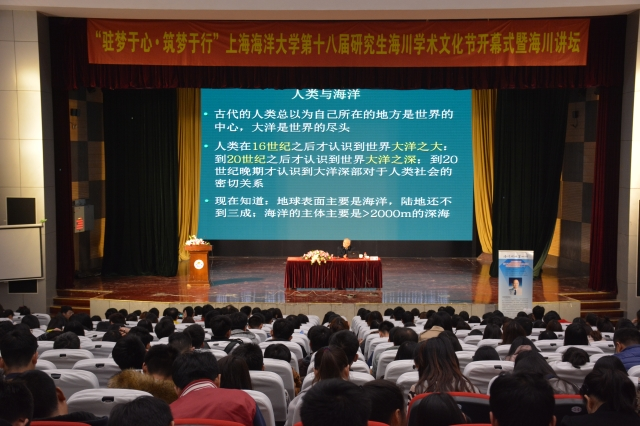 “驻梦于心·筑梦于行”上海海洋大学第十八届研究生海川学术文化节开幕式暨海川讲坛
人类与海洋
• 古代的人类总以为自己所在的地方是世界的
中心，大洋是世界的尽头
• 人类在16世纪之后才认识到世界大洋之大；
到20世纪之后才认识到世界大洋之深；到20
世纪晚期才认识到大洋深部对于人类社会的
密切关系
• 现在知道：地球表面主要是海洋，陆地还不
到三成；海洋的主体主要是>2000m的深海